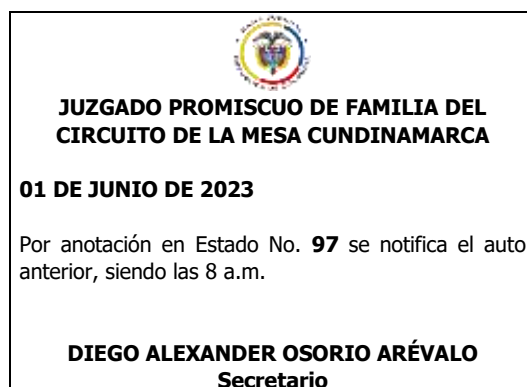 JUZGADO PROMISCUO DE FAMILIA DEL
CIRCUITO DE LA MESA CUNDINAMARCA
01 DE JUNIO DE 2023
Por anotación en Estado No. 97 se notifica el auto
anterior, siendo las 8 a.m.
DIEGO ALEXANDER OSORIO ARÉVALO
Secretario